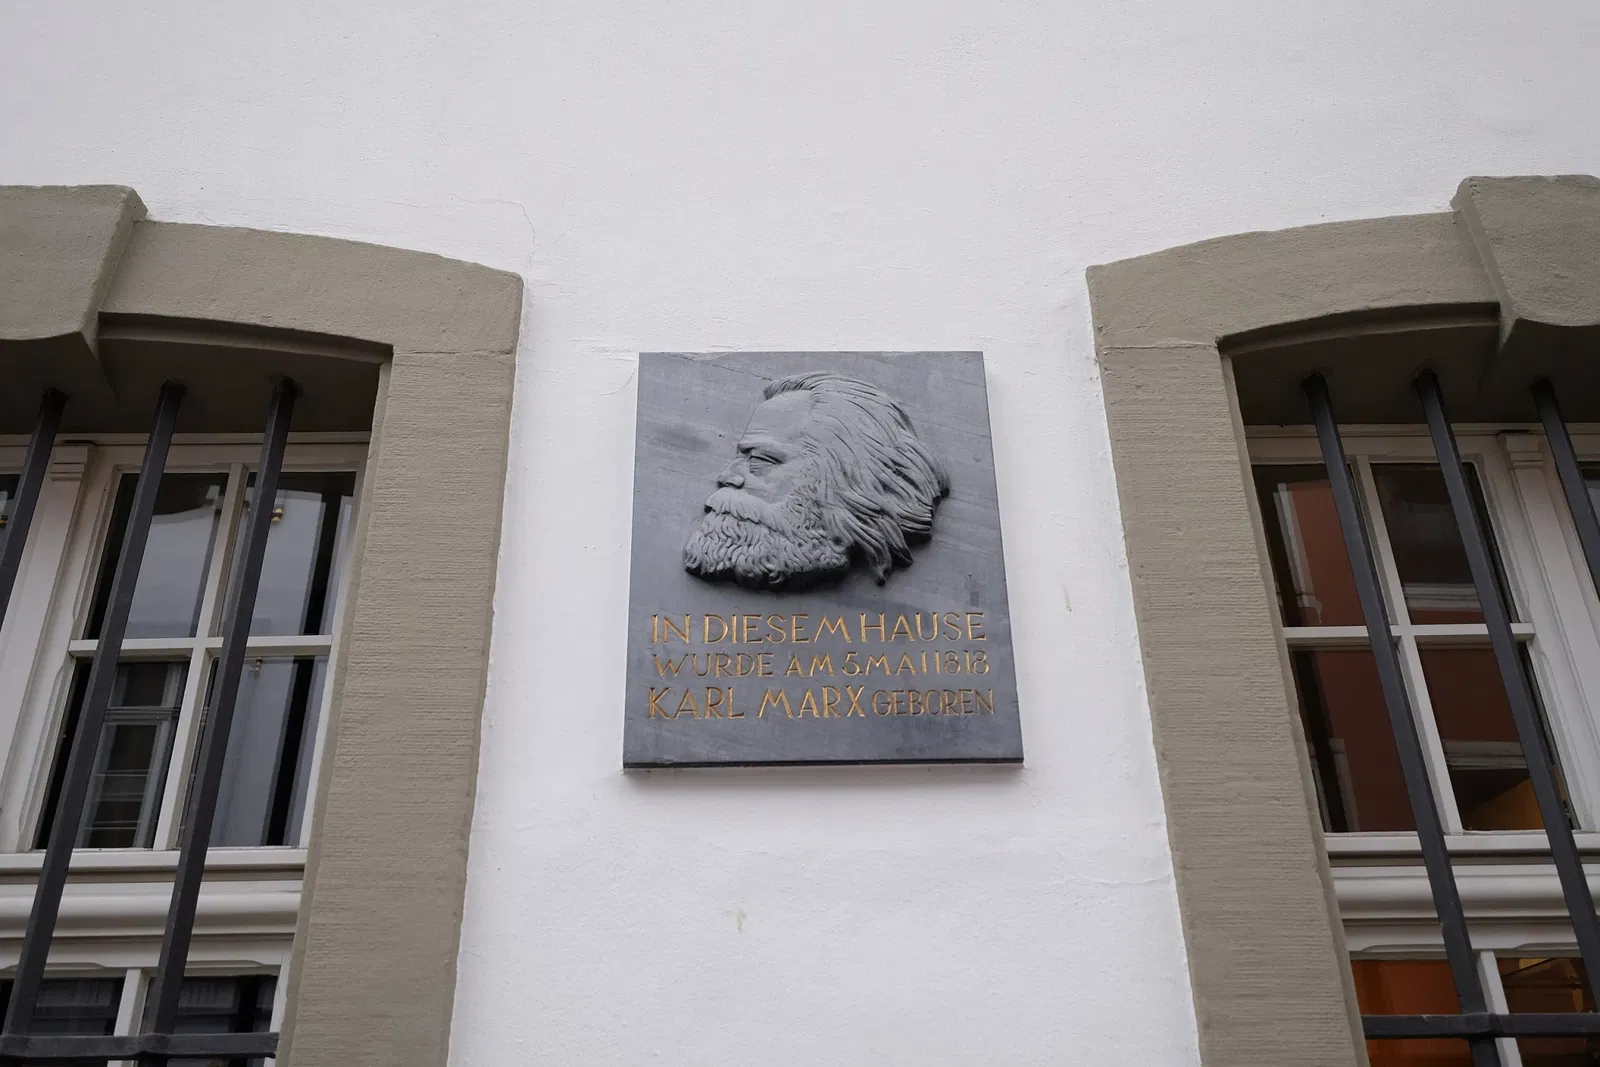 IN DIESEM HAUSE
WURDE AM 5.MAI 1818
KARL MARX GEBOREN